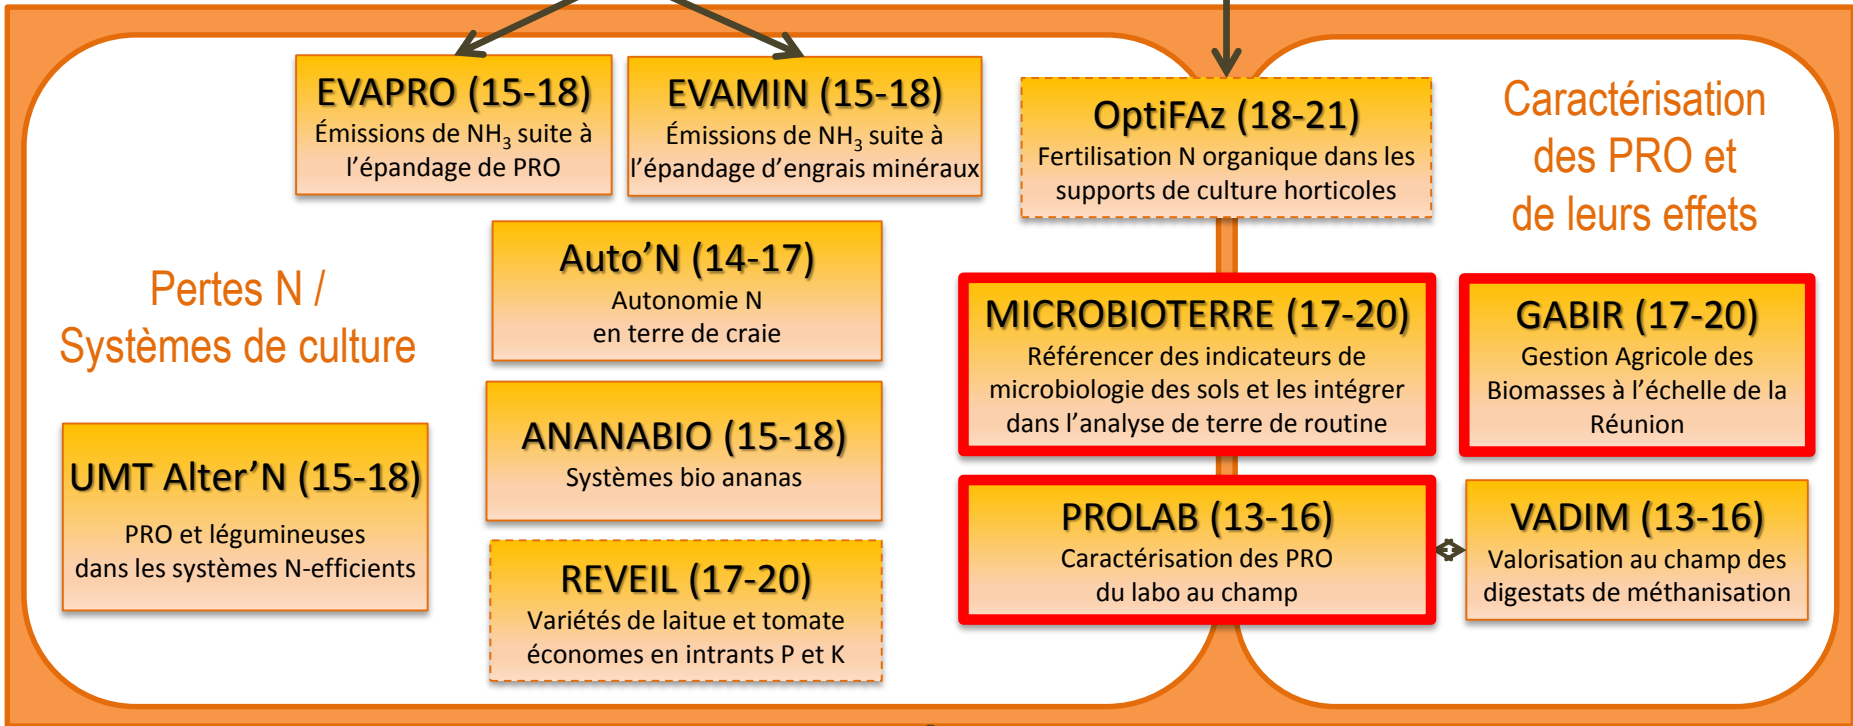 EVAPRO (15-18)
Émissions de NH₃ suite à
l'épandage de PRO
EVAMIN (15-18)
Émissions de NH₃ suite à
l'épandage d'engrais minéraux
OptiFAz (18-21)
Fertilisation N organique dans les
supports de culture horticoles
Caractérisation
des PRO et
de leurs effets
Pertes N /
Systèmes de culture
Auto'N (14-17)
Autonomie N
en terre de craie
MICROBIOTERRE (17-20)
Référencer des indicateurs de
microbiologie des sols et les intégrer
dans l'analyse de terre de routine
GABIR (17-20)
Gestion Agricole des
Biomasses à l'échelle de la
Réunion
UMT Alter'N (15-18)
PRO et légumineuses
dans les systèmes N-efficients
ANANABIO (15-18)
Systèmes bio ananas
PROLAB (13-16)
Caractérisation des PRO
du labo au champ
VADIM (13-16)
Valorisation au champ des
digestats de méthanisation
REVEIL (17-20)
Variétés de laitue et tomate
économes en intrants P et K